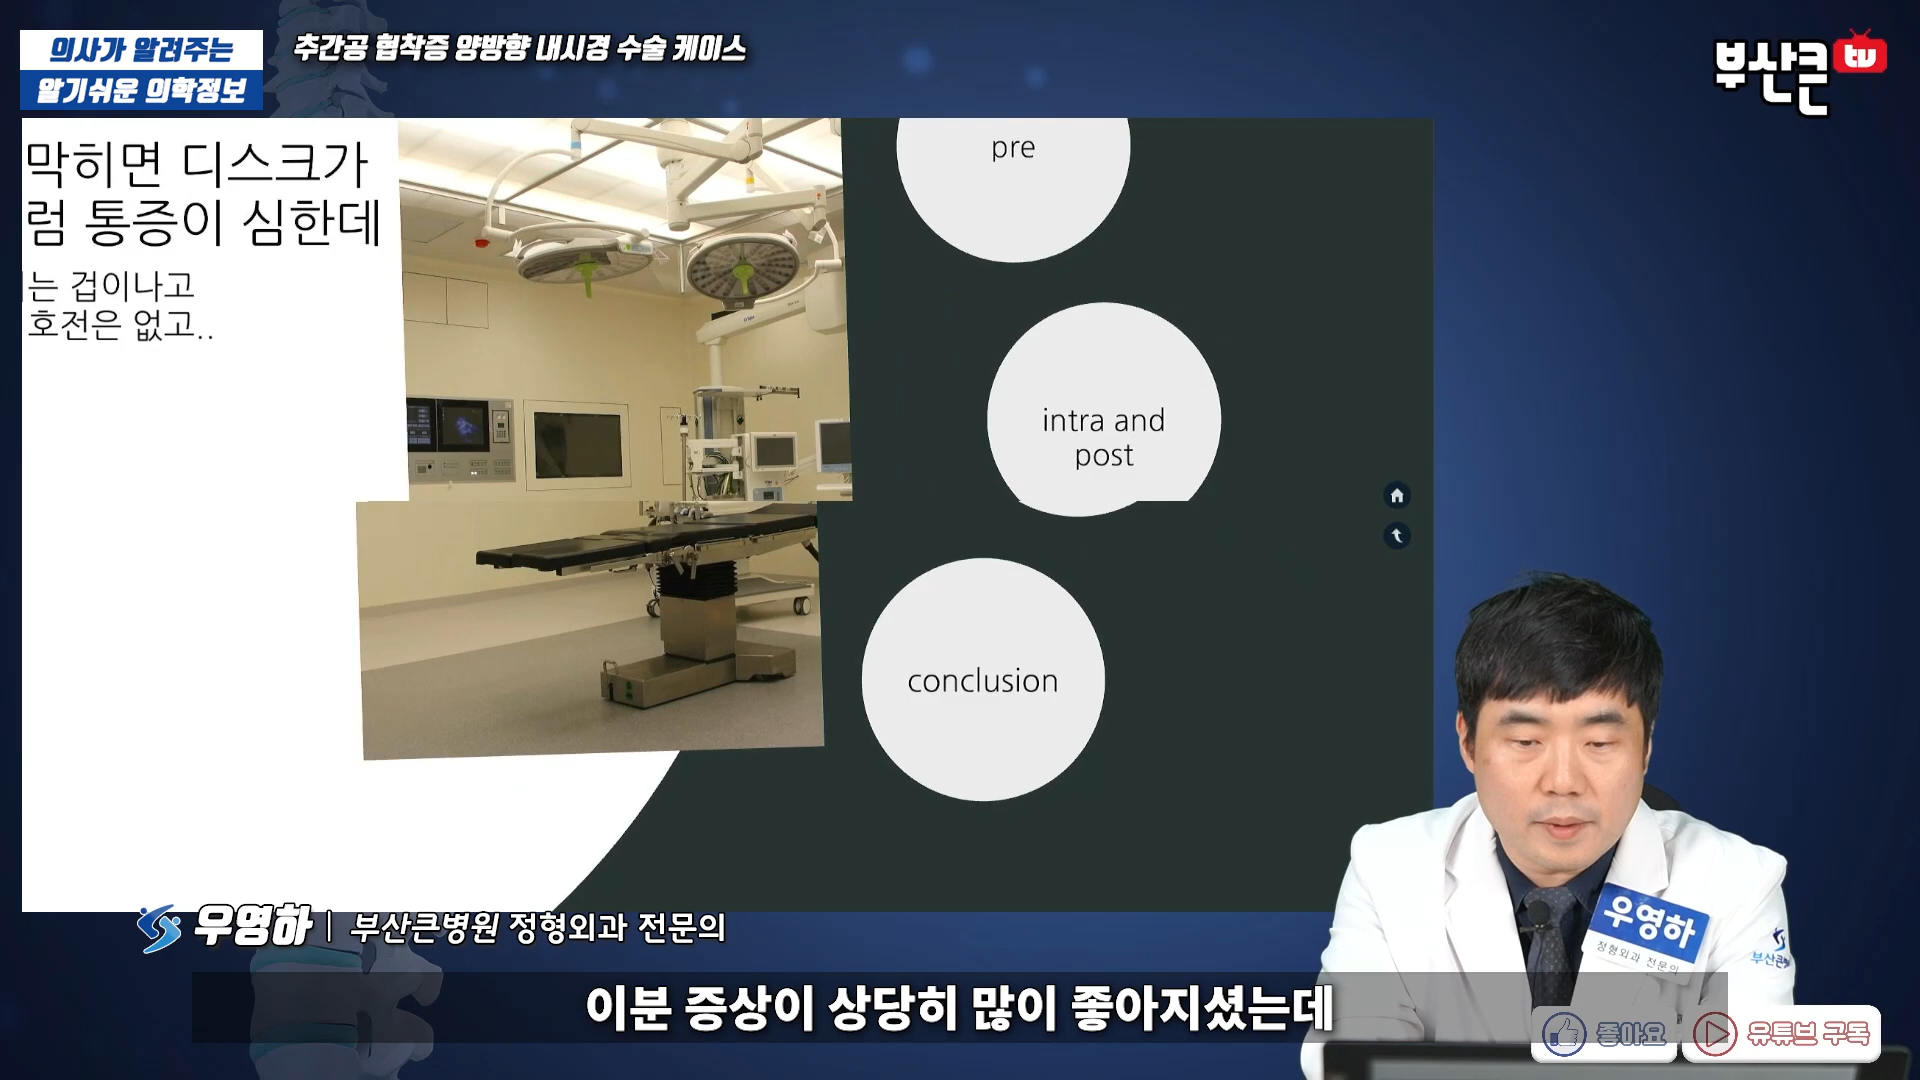 의사가 알려주는
알기쉬운 의학정보
추간공 협착증 양방향 내시경 수술 케이스
부산큰 tv
막히면 디스크가
럼 통증이 심한데
는 겁이나고
호전은 없고..
pre
intra and
post
conclusion
우영하
정형외과 전문의
부산큰
우영하 | 부산큰병원 정형외과 전문의
이분 증상이 상당히 많이 좋아지셨는데
좋아요
유튜브 구독